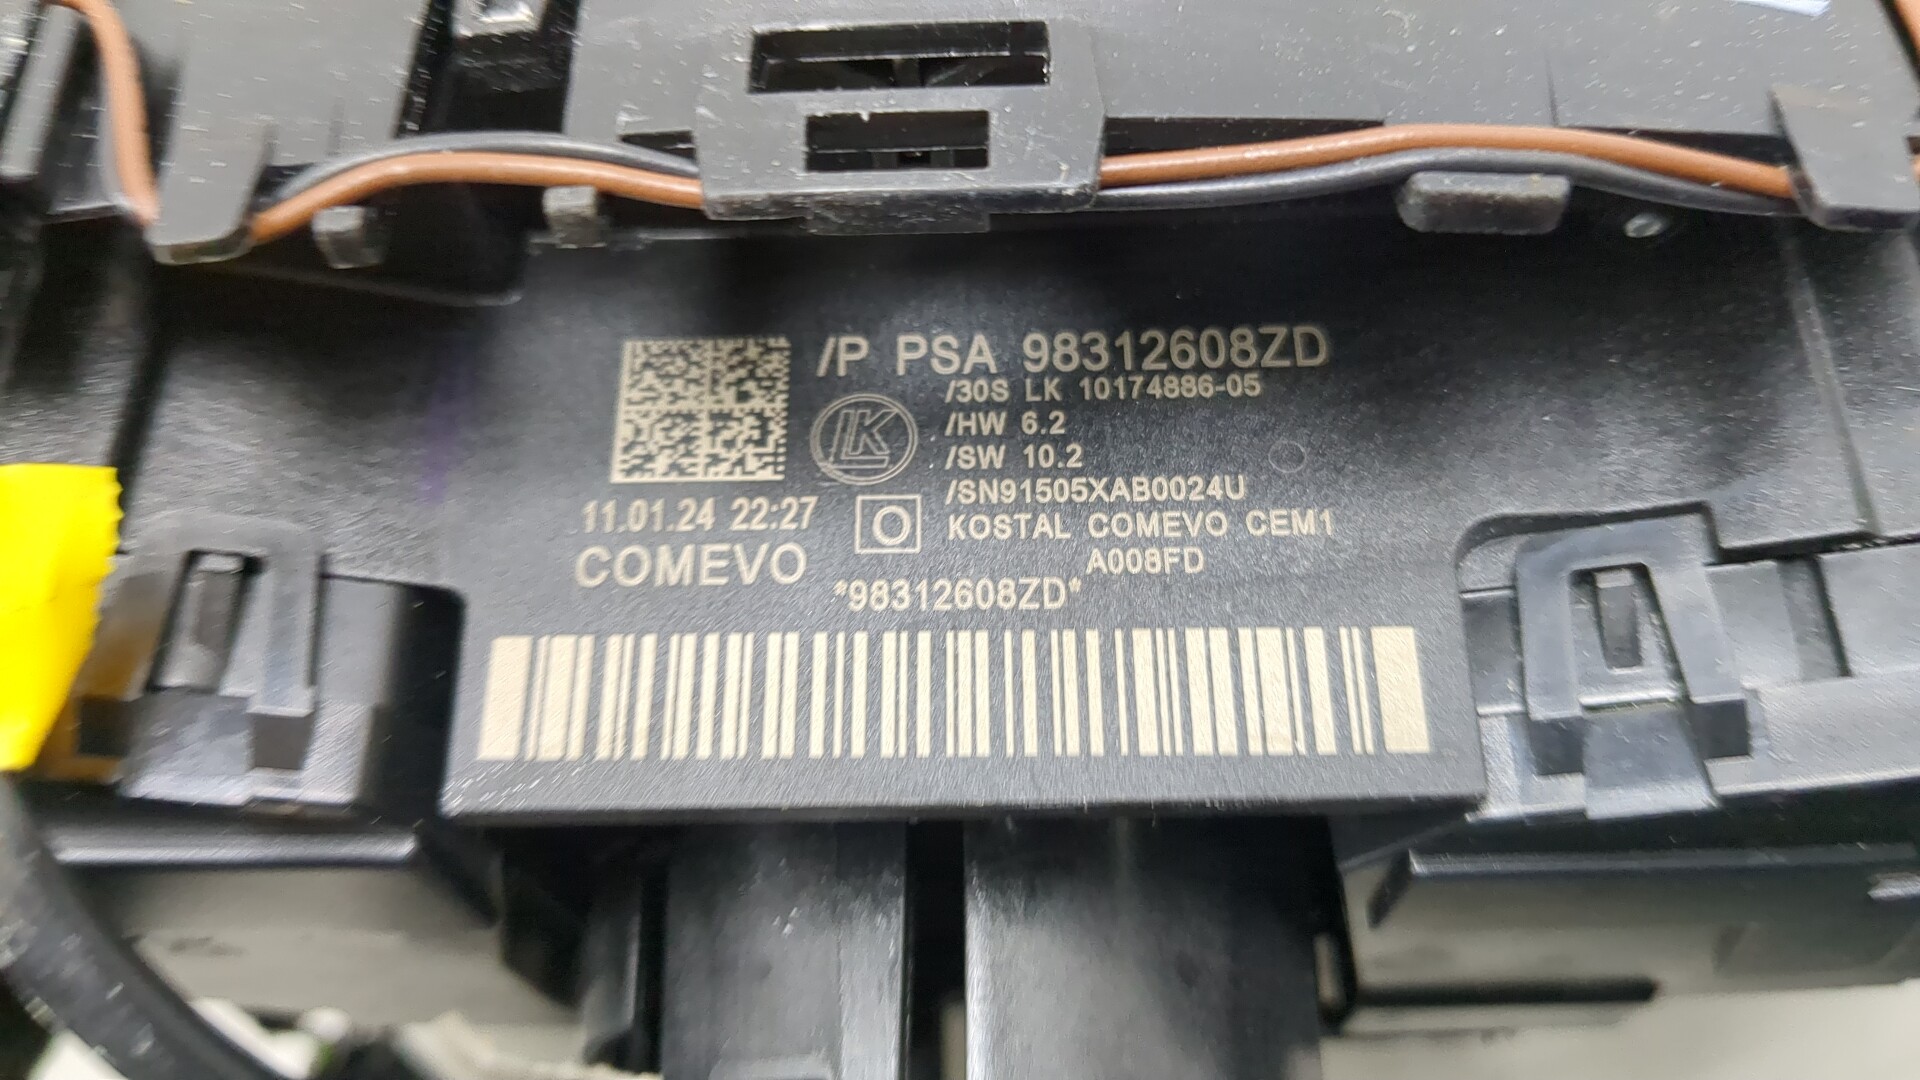 /P PSA 98312608ZD
/30S LK 10174886-05
LK
/HW 6.2
/SW 10.2
/SN91505XAB0024U
11.01.24 22:27
O
KOSTAL COMEVO CEM1
COMEVO
A008FD
*98312608ZD*